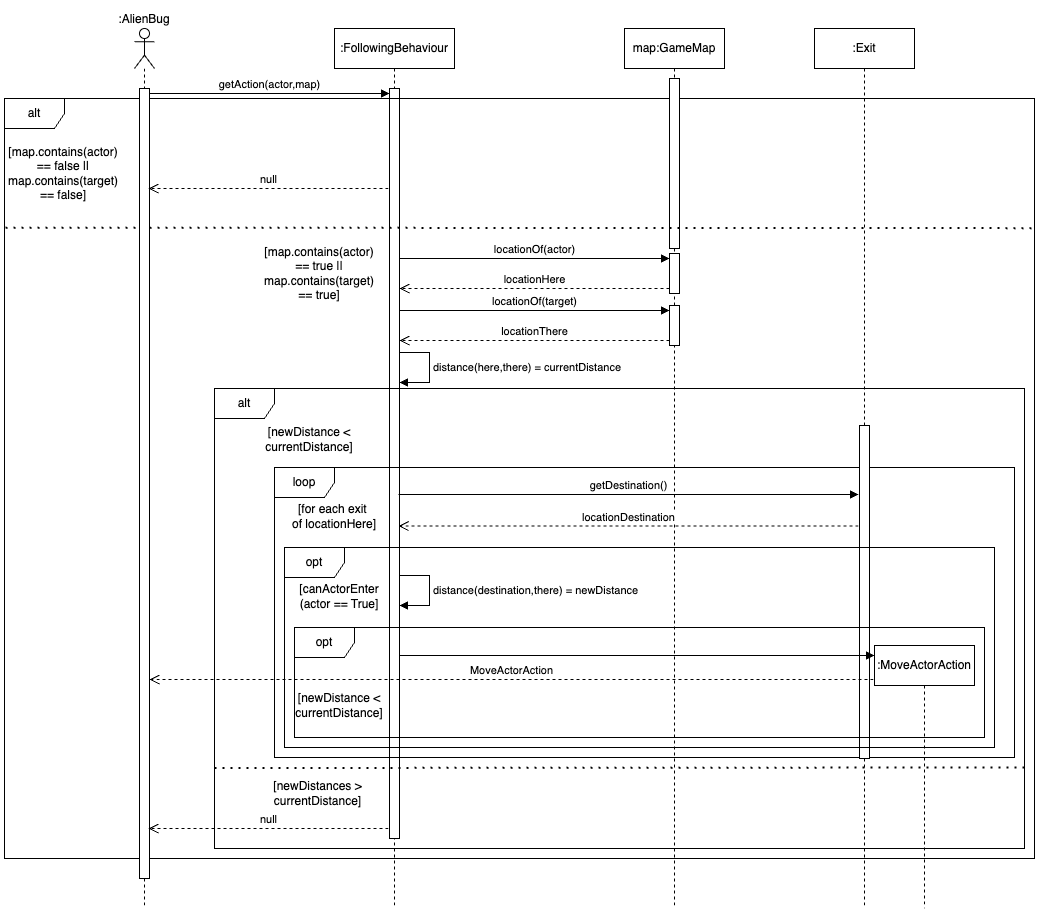 :AlienBug
:FollowingBehaviour
map:GameMap
:Exit
getAction(actor,map)
alt
[map.contains(actor)
== false ||
map.contains(target)
== false]
null
[map.contains(actor)
== true ||
map.contains(target)
== true]
locationOf(actor)
locationHere
locationOf(target)
locationThere
distance(here,there) = currentDistance
alt
[newDistance <
currentDistance]
loop
getDestination()
[for each exit
of locationHere]
locationDestination
opt
[canActorEnter
(actor == True]
distance(destination,there) = newDistance
opt
:MoveActorAction
MoveActorAction
[newDistance <
currentDistance]
[newDistances >
currentDistance]
null